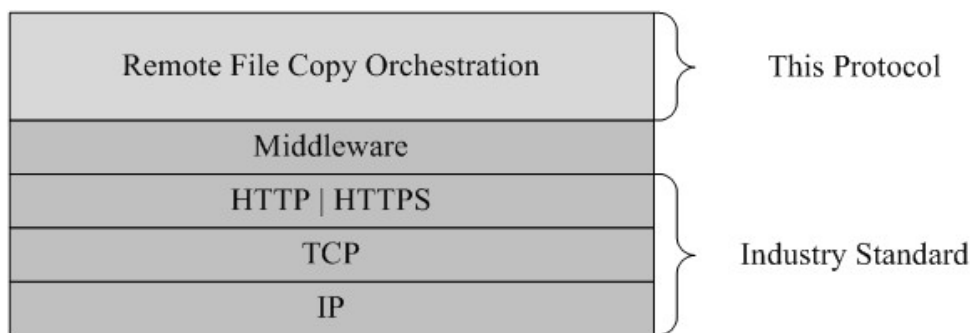 Remote File Copy Orchestration
This Protocol
Middleware
HTTP | HTTPS
TCP
Industry Standard
IP